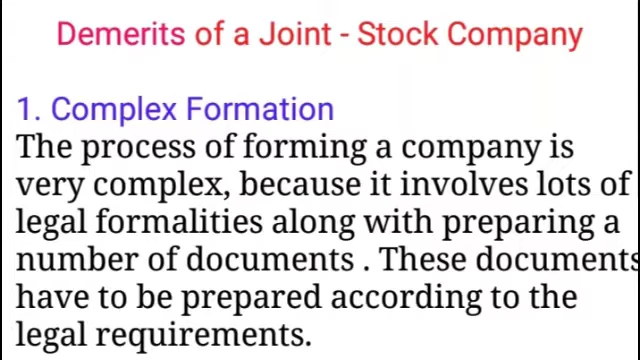 Demerits of a Joint - Stock Company
1. Complex Formation
The process of forming a company is
very complex, because it involves lots of
legal formalities along with preparing a
number of documents . These documents
have to be prepared according to the
legal requirements.